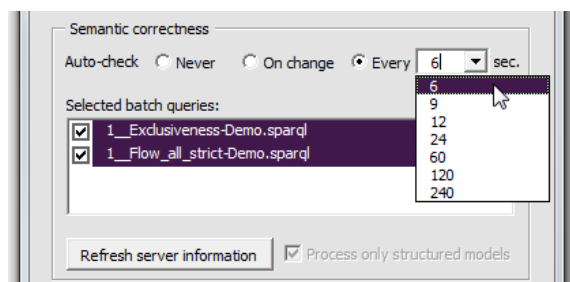 Semantic correctness
Auto-check Never On change Every 6 sec.
6
9
12
24
60
120
240
Selected batch queries:
1__Exclusiveness-Demo.sparql
1__Flow_all_strict-Demo.sparql
Refresh server information Process only structured models